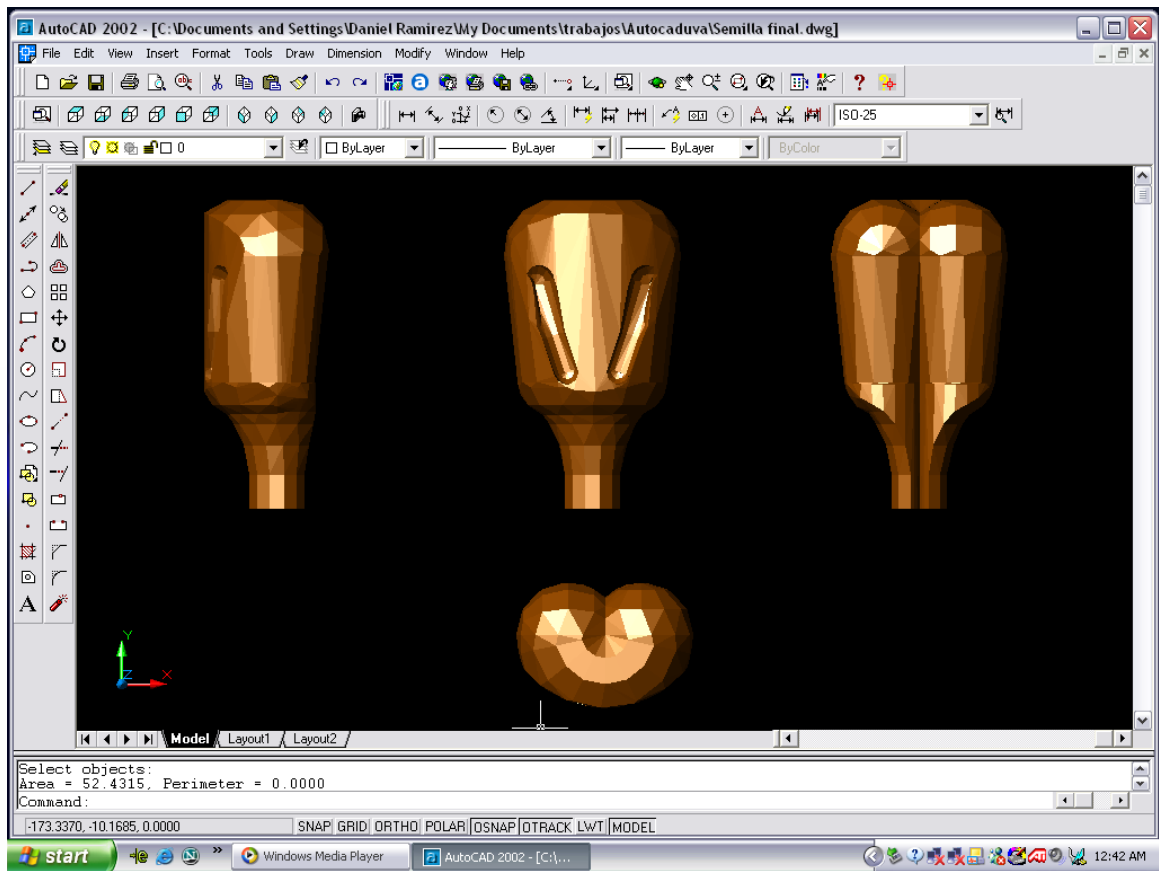 AutoCAD 2002 - [C:\Documents and Settings\Daniel Ramirez\My Documents\trabajos\Autocaduva\Semilla final.dwg]
File Edit View Insert Format Tools Draw Dimension Modify Window Help
ISO-25
0 ByLayer ByLayer ByLayer ByColor
A
Y
Z X
Model Layout1 Layout2
Select objects:
Area = 52.4315, Perimeter = 0.0000
Command:
-173.3370, -10.1685, 0.0000 SNAP GRID ORTHO POLAR OSNAP OTRACK LWT MODEL
start Windows Media Player AutoCAD 2002 - [C:\... 12:42 AM